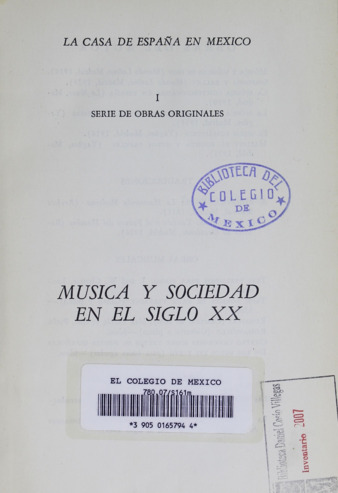 LA CASA DE ESPAÑA EN MEXICO
I
SERIE DE OBRAS ORIGINALES
BIBLIOTECA DEL
COLEGIO
DE
MEXICO
MUSICA Y SOCIEDAD
EN EL SIGLO XX
EL COLEGIO DE MEXICO
780.07/S161m
*3 905 0165794 4*
Biblioteca Daniel Cosío Villegas
Inventario 2007